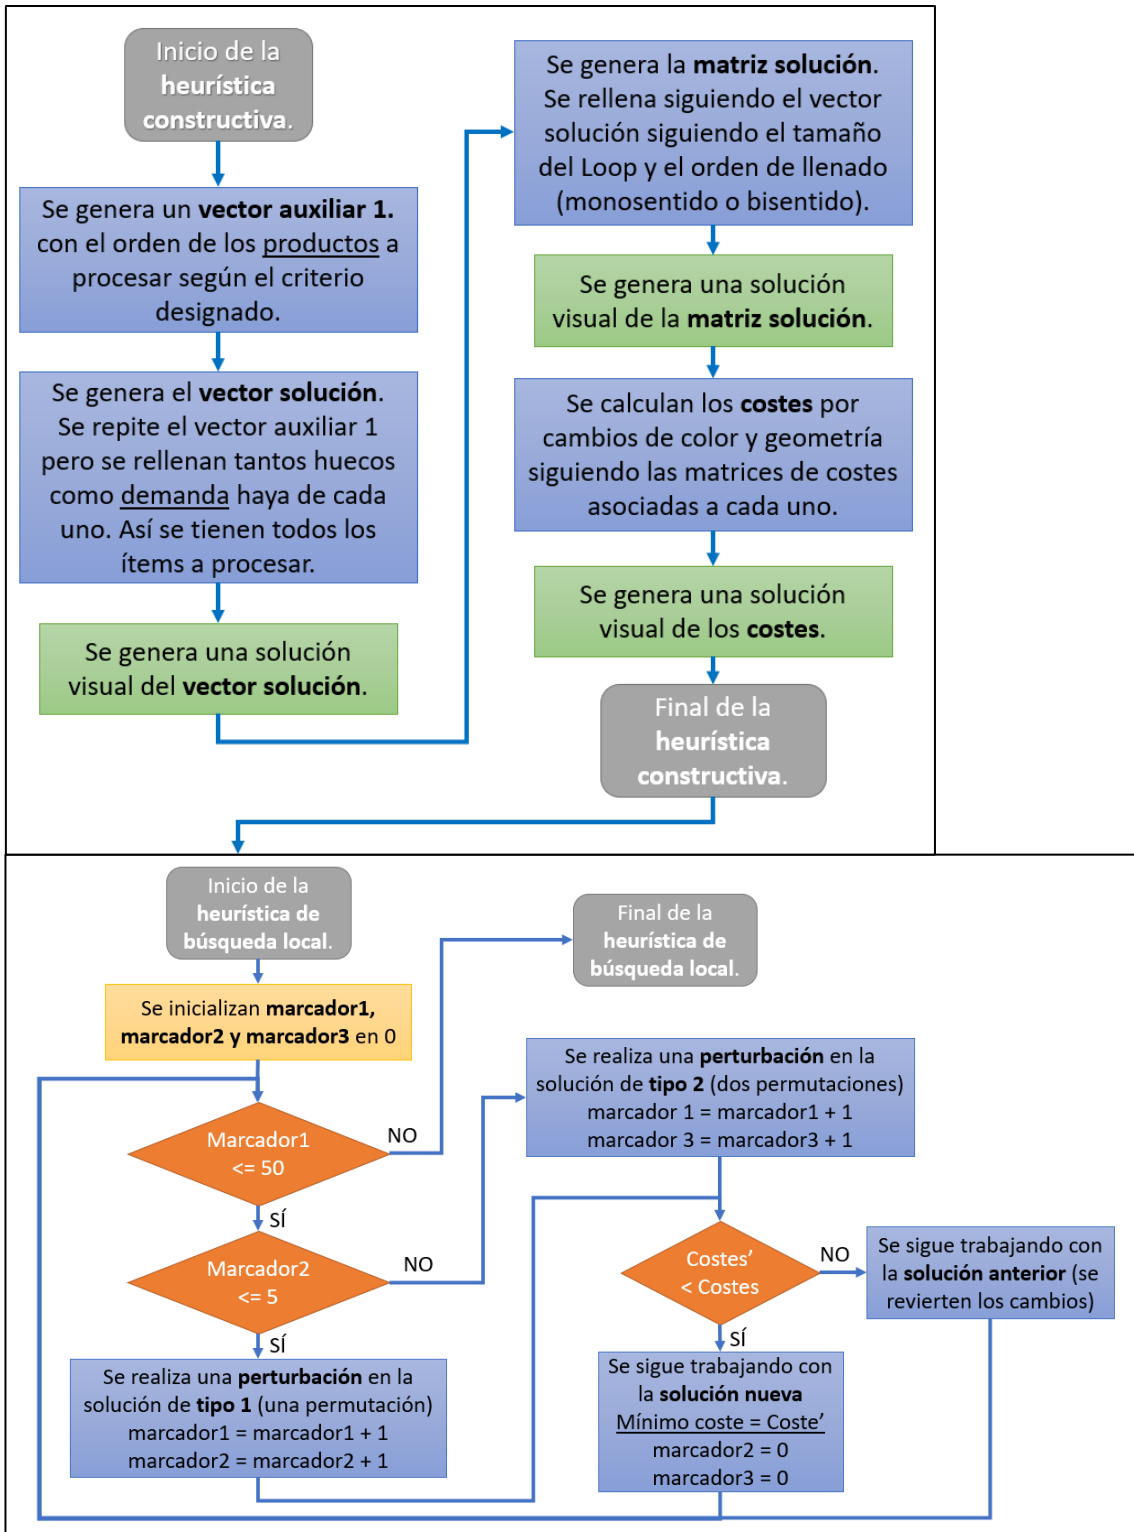 Inicio de la
heurística
constructiva.
Se genera un vector auxiliar 1.
con el orden de los productos a
procesar según el criterio
designado.
Se genera el vector solución.
Se repite el vector auxiliar 1
pero se rellenan tantos huecos
como demanda haya de cada
uno. Así se tienen todos los
ítems a procesar.
Se genera una solución
visual del vector solución.
Se genera la matriz solución.
Se rellena siguiendo el vector
solución siguiendo el tamaño
del Loop y el orden de llenado
(monosentido o bisentido).
Se genera una solución
visual de la matriz solución.
Se calculan los costes por
cambios de color y geometría
siguiendo las matrices de costes
asociadas a cada uno.
Se genera una solución
visual de los costes.
Final de la
heurística
constructiva.
Inicio de la
heurística de
búsqueda local.
Se inicializan marcador1,
marcador2 y marcador3 en 0
Marcador1
<= 50
NO
SÍ
Final de la
heurística de
búsqueda local.
Marcador2
<= 5
NO
SÍ
Se realiza una perturbación en la
solución de tipo 1 (una permutación)
marcador1 = marcador1 + 1
marcador2 = marcador2 + 1
Se realiza una perturbación en la
solución de tipo 2 (dos permutaciones)
marcador 1 = marcador1 + 1
marcador 3 = marcador3 + 1
Costes’
< Costes
NO
SÍ
Se sigue trabajando con
la solución anterior (se
revierten los cambios)
Se sigue trabajando con
la solución nueva
Mínimo coste = Coste’
marcador2 = 0
marcador3 = 0